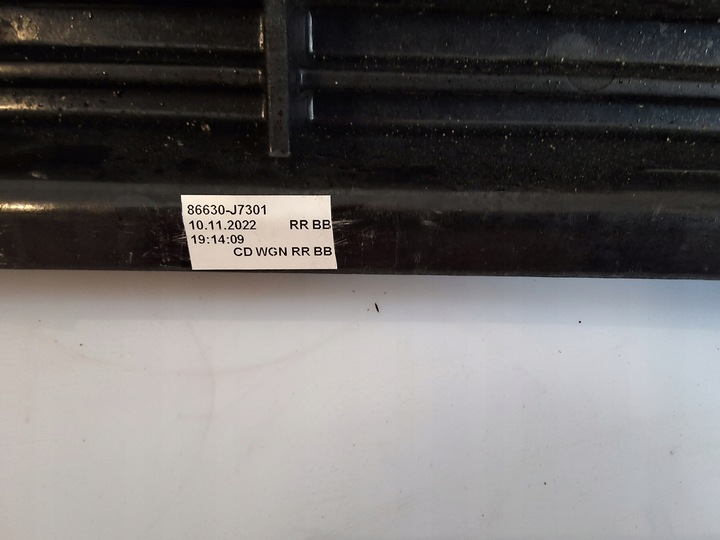 86630-J7301
10.11.2022 RR BB
19:14:09
CD WGN RR BB